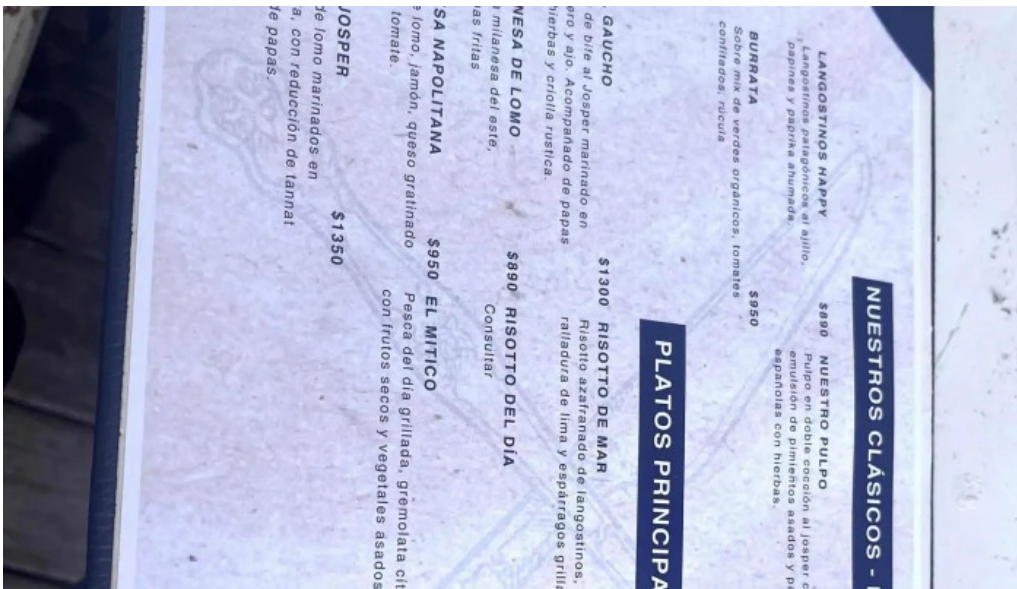 NUESTROS CLÁSICOS -
LANGOSTINOS HAPPY $890
Langostinos patagónicos al ajillo,
papines y paprika ahumada.
BURRATA $950
Sobre mix de verdes orgánicos, tomates
confitados, rúcula
NUESTRO PULPO
Pulpo en doble cocción al josper
emulsión de pimientos asados y
españolas con hierbas.
PLATOS PRINCIPA
GAUCHO $1300
de bife al Josper marinado en
ero y ajo. Acompañado de papas
hierbas y criolla rustica.
NESA DE LOMO $890
milanesa del este,
as fritas
SA NAPOLITANA $950
lomo, jamón, queso gratinado
tomate.
JOSPER $1350
de lomo marinados en
a, con reducción de tannat
de papas.
RISOTTO DE MAR
Risotto azafranado de langostinos,
ralladura de lima y espárragos grilla
RISOTTO DEL DÍA
Consultar
EL MITICO
Pesca del día grillada, gremolata cit
con frutos secos y vegetales asados